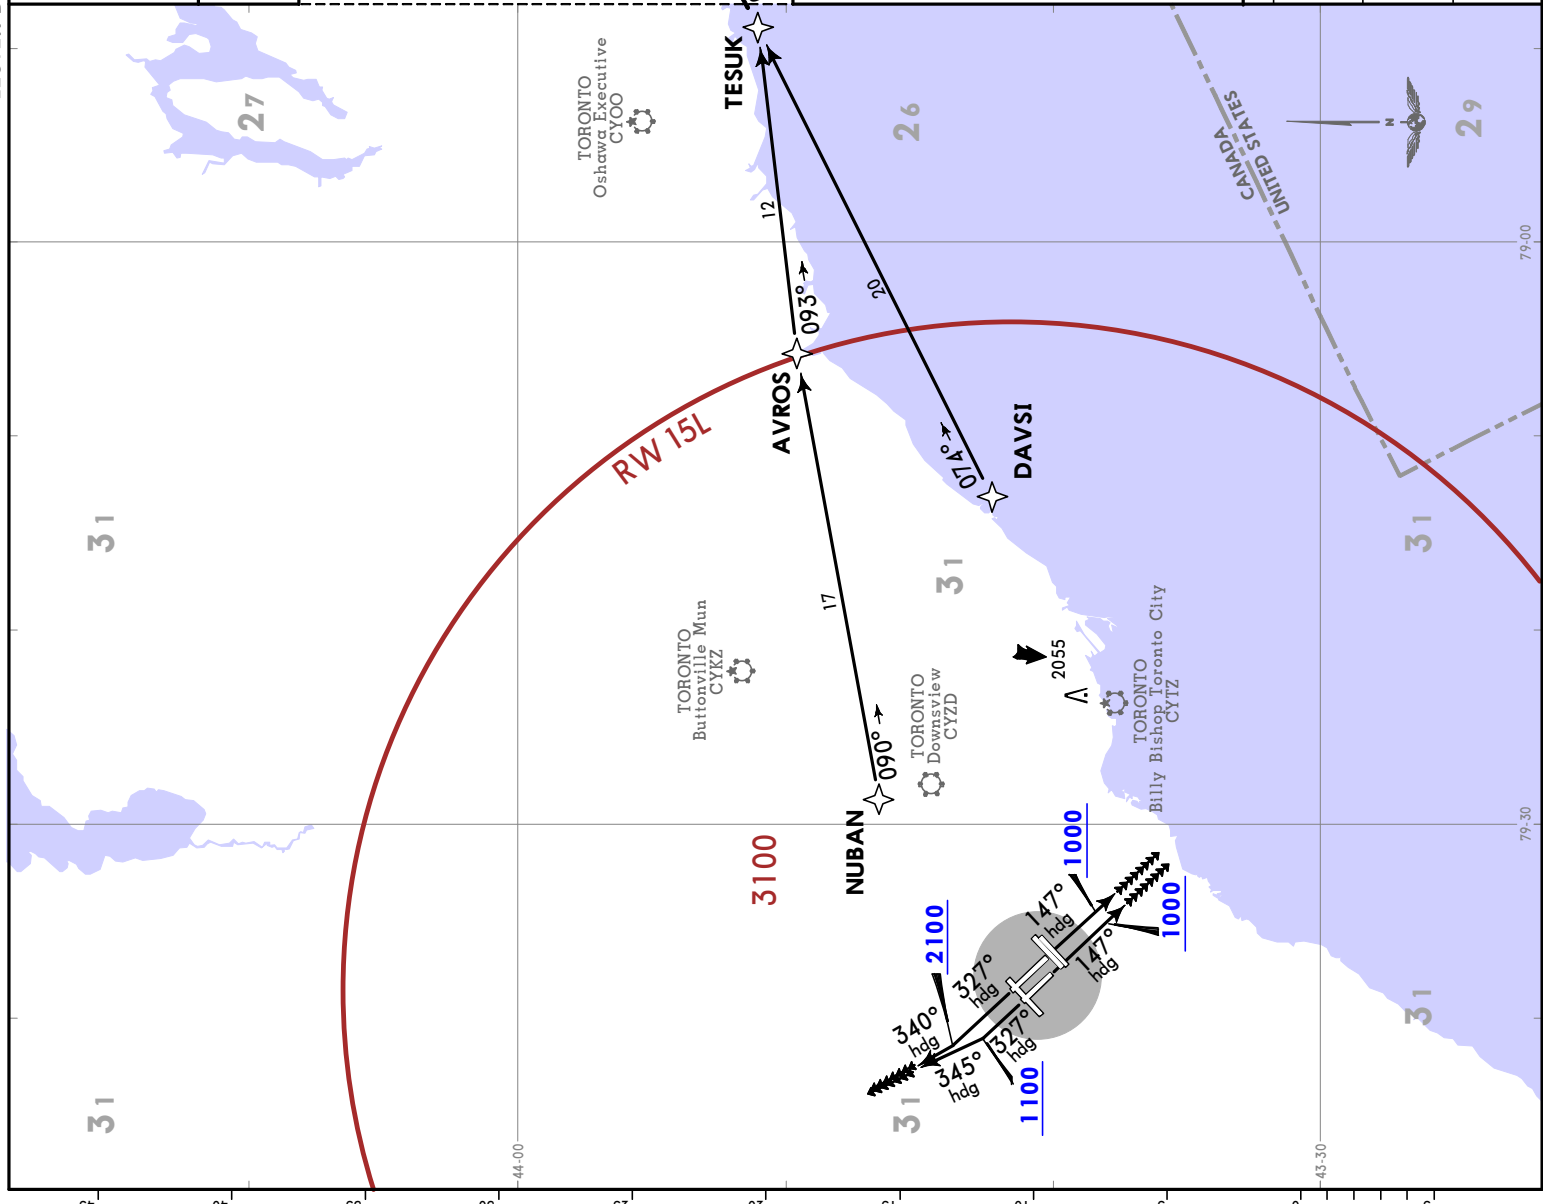 TESUK
TORONTO
Oshawa Executive
CYOO
27
26
29
CANADA
UNITED STATES
N
12
79-00
20
093°
AVROS
RW 15L
074°
DAVSI
31
31
31
17
TORONTO
Buttonville Mun
CYKZ
2055
TORONTO
Downsview
CYZD
TORONTO
Billy Bishop Toronto City
CYTZ
090°
NUBAN
79-30
3100
1000
1000
2100
147°
hdg
147°
hdg
327°
hdg
327°
hdg
340°
hdg
345°
hdg
1100
31
31
31
44-00
43-30